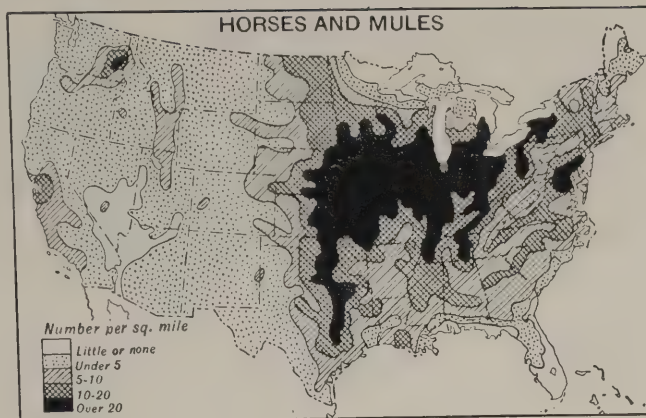 HORSES AND MULES
Number per sq. mile
Little or none
Under 5
5-10
10-20
Over 20